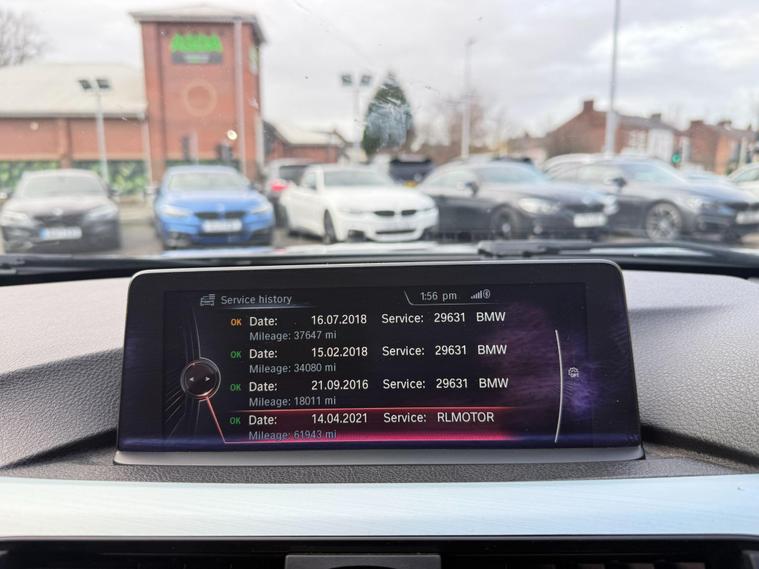 ASDA
Service history
1:56 pm
OK Date: 16.07.2018 Service: 29631 BMW
Mileage: 37647 mi
OK Date: 15.02.2018 Service: 29631 BMW
Mileage: 34080 mi
OK Date: 21.09.2016 Service: 29631 BMW
Mileage: 18011 mi
OK Date: 14.04.2021 Service: RLMOTOR
Mileage: 61943 mi